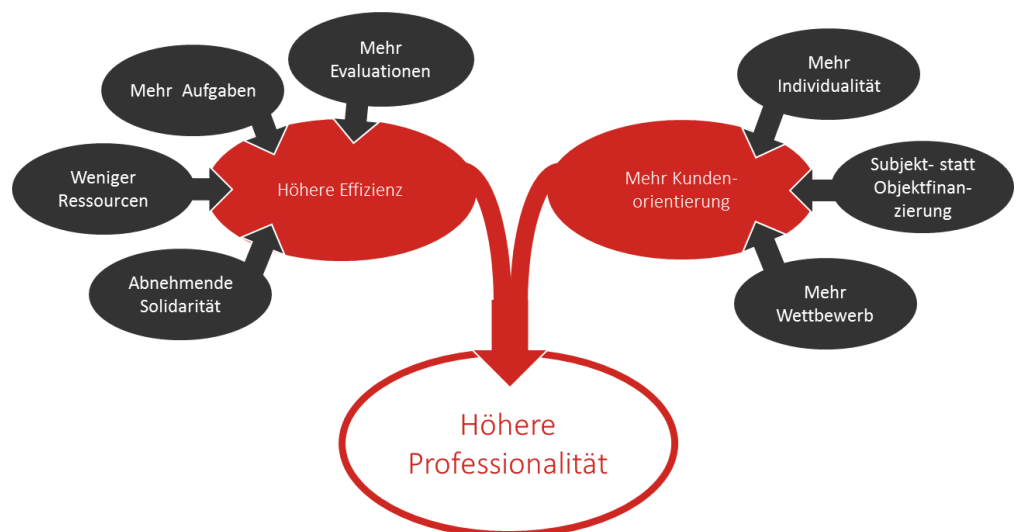 Mehr
Evaluationen
Mehr Aufgaben
Weniger
Ressourcen
Abnehmende
Solidarität
Höhere Effizienz
Mehr Kunden-
orientierung
Mehr
Individualität
Subjekt- statt
Objektfinan-
zierung
Mehr
Wettbewerb
Höhere
Professionalität